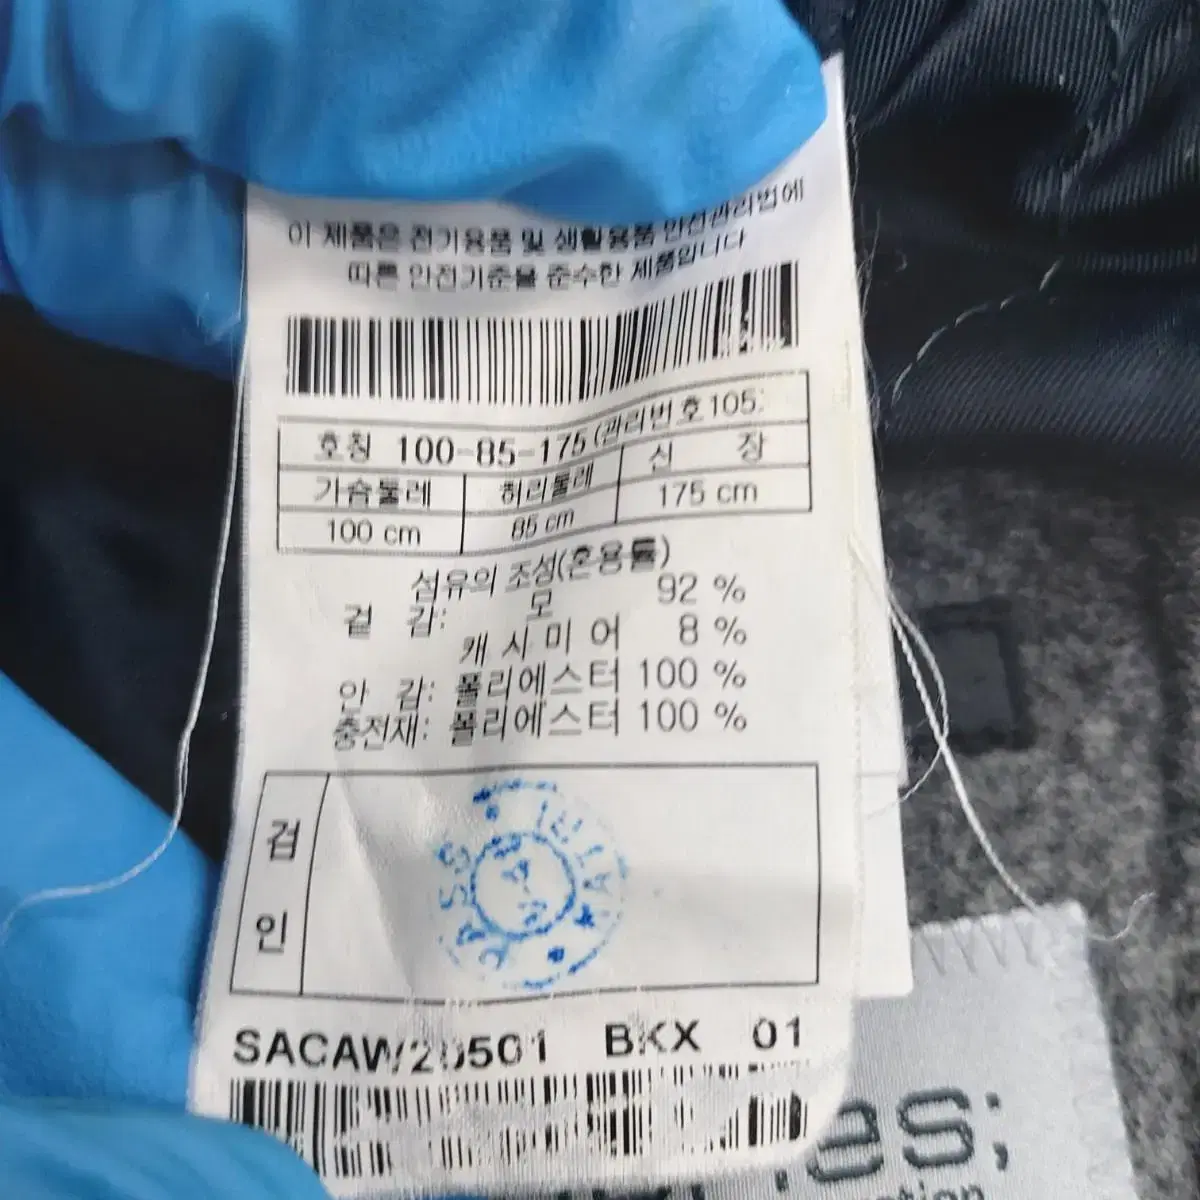 이 제품은 전기용품 및 생활용품 안전관리법에
따른 안전기준을 준수한 제품입니다
호칭 100-85-175 (관리번호105
가슴둘레 허리둘레 신 장
100 cm 85 cm 175 cm
섬유의 조성(혼용률)
겉 감: 모 92 %
캐시미어 8 %
안 감: 폴리에스터 100 %
충전재: 폴리에스터 100 %
검
인
PASS
SACAW20501 BKX 01
es;